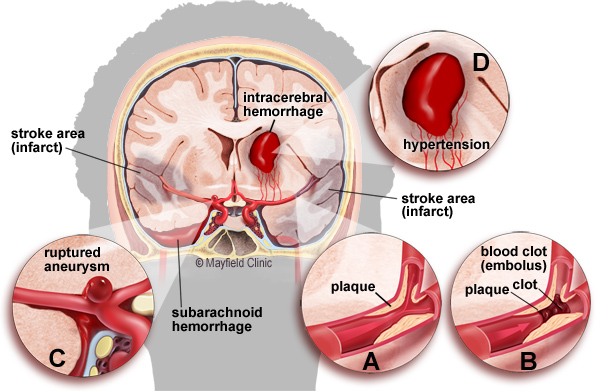 D
intracerebral
hemorrhage
hypertension
stroke area
(infarct)
stroke area
(infarct)
© Mayfield Clinic
ruptured
aneurysm
subarachnoid
hemorrhage
C
plaque
A
blood clot
(embolus)
plaque clot
B